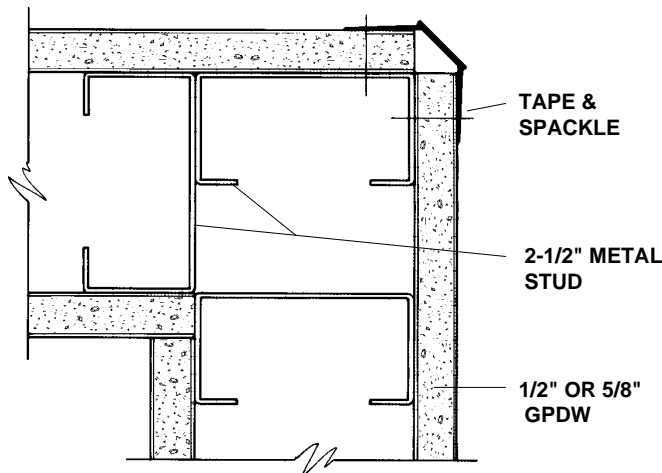 TAPE &
SPACKLE
2-1/2" METAL
STUD
1/2" OR 5/8"
GPDW